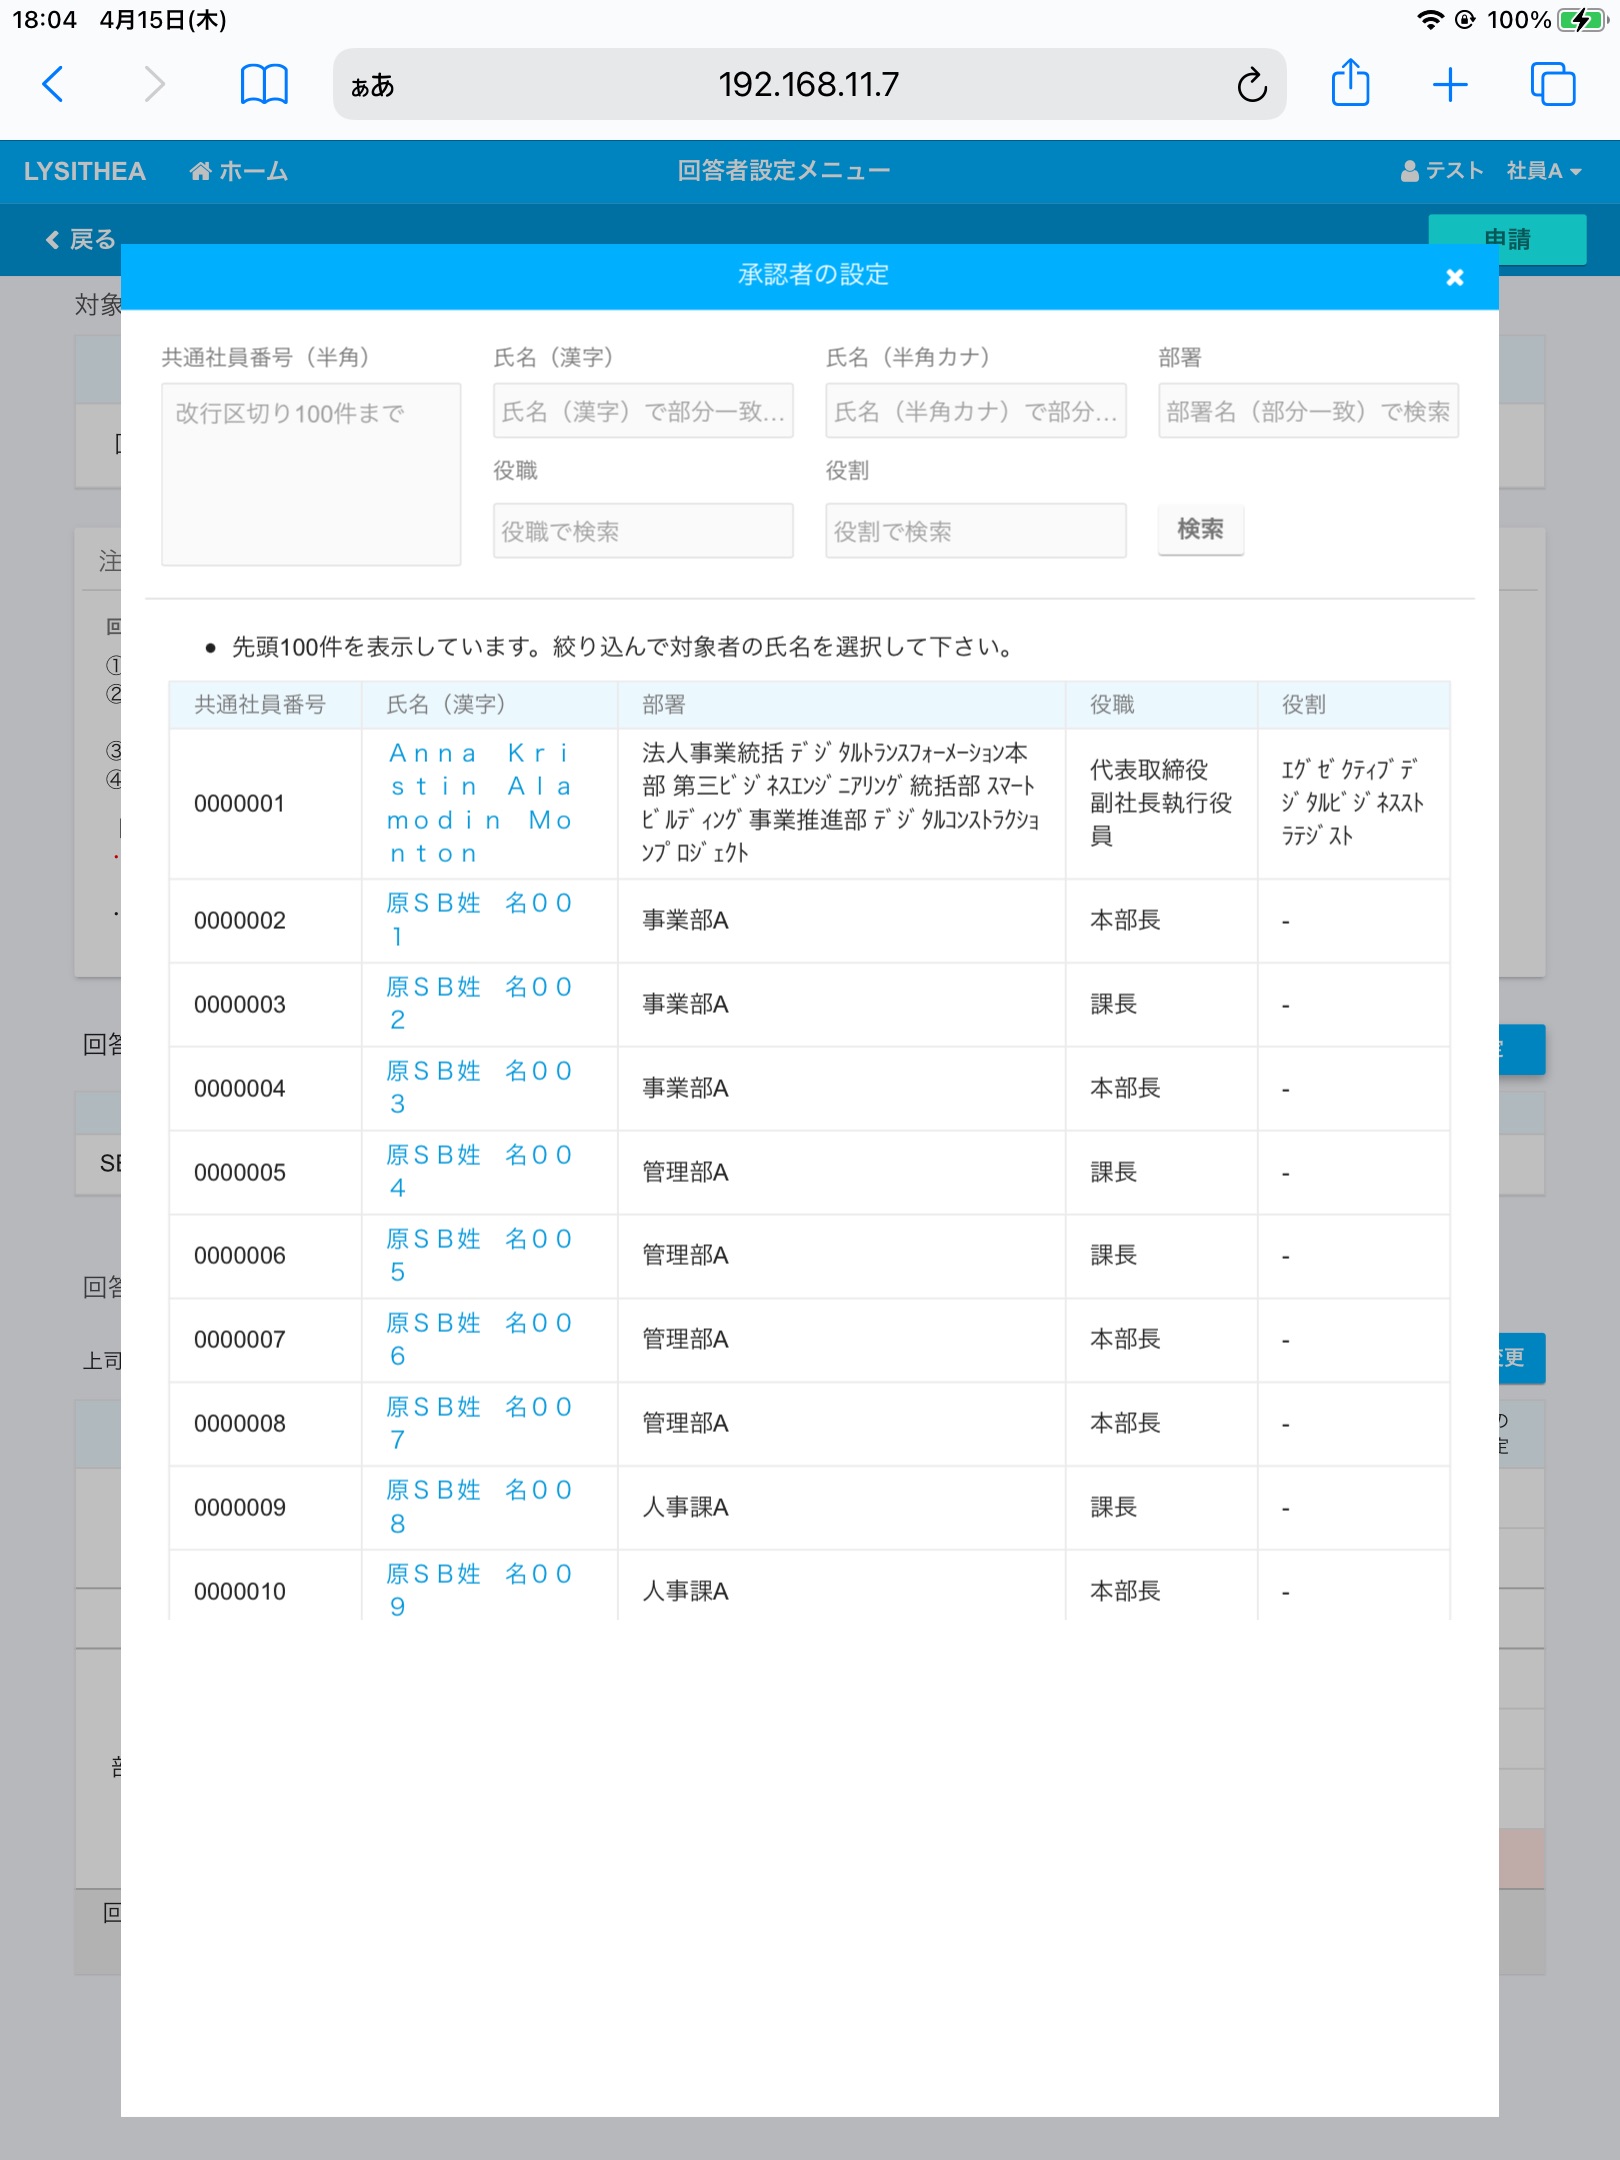 18:04 4月15日(木)
100%
ぁあ 192.168.11.7
LYSITHEA ホーム 回答者設定メニュー テスト 社員A
戻る 申請
承認者の設定
対象
共通社員番号（半角） 氏名（漢字） 氏名（半角カナ） 部署
改行区切り100件まで 氏名（漢字）で部分一致... 氏名（半角カナ）で部分... 部署名（部分一致）で検索
役職 役割
役職で検索 役割で検索 検索
注
①
②
③
④
先頭100件を表示しています。絞り込んで対象者の氏名を選択して下さい。
共通社員番号 氏名（漢字） 部署 役職 役割
0000001
Ａｎｎａ　Ｋｒｉ
ｓｔｉｎ　Ａｌａ
ｍｏｄｉｎ　Ｍｏ
ｎｔｏｎ
法人事業統括 ﾃﾞｼﾞﾀﾙﾄﾗﾝｽﾌｫｰﾒｰｼｮﾝ本
部 第三ﾋﾞｼﾞﾈｽｴﾝｼﾞﾆｱﾘﾝｸﾞ統括部 ｽﾏｰﾄ
ﾋﾞﾙﾃﾞｨﾝｸﾞ事業推進部 ﾃﾞｼﾞﾀﾙｺﾝｽﾄﾗｸｼｮ
ﾝﾌﾟﾛｼﾞｪｸﾄ
代表取締役
副社長執行役
員
ｴｸﾞｾﾞｸﾃｨﾌﾞﾃﾞ
ｼﾞﾀﾙﾋﾞｼﾞﾈｽｽﾄ
ﾗﾃｼﾞｽﾄ
0000002 原ＳＢ姓　名００
１ 事業部A 本部長 -
0000003 原ＳＢ姓　名００
２ 事業部A 課長 -
0000004 原ＳＢ姓　名００
３ 事業部A 本部長 -
0000005 原ＳＢ姓　名００
４ 管理部A 課長 -
0000006 原ＳＢ姓　名００
５ 管理部A 課長 -
0000007 原ＳＢ姓　名００
６ 管理部A 本部長 -
0000008 原ＳＢ姓　名００
７ 管理部A 本部長 -
0000009 原ＳＢ姓　名００
８ 人事課A 課長 -
0000010 原ＳＢ姓　名００
９ 人事課A 本部長 -
上司
更